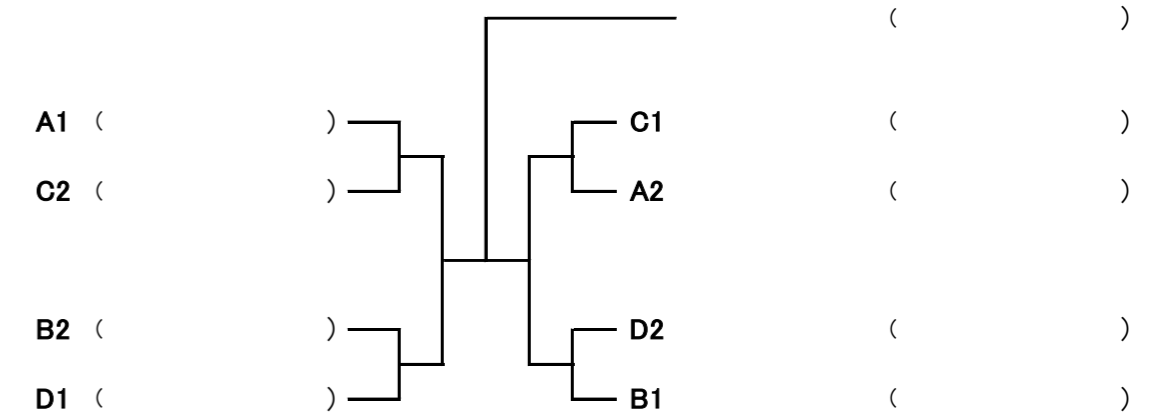 (　)
A1 (　) C1 (　)
C2 (　) A2 (　)
B2 (　) D2 (　)
D1 (　) B1 (　)